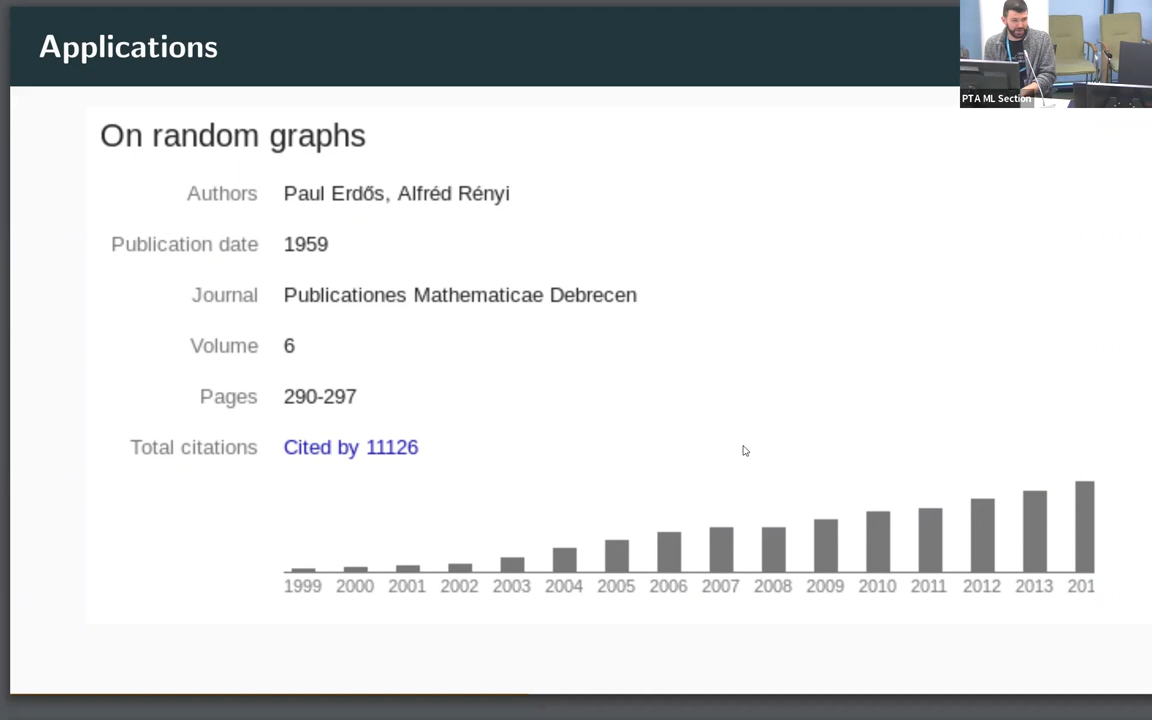 Applications
PTA ML Section
On random graphs
Authors Paul Erdős, Alfréd Rényi
Publication date 1959
Journal Publicationes Mathematicae Debrecen
Volume 6
Pages 290-297
Total citations Cited by 11126
1999 2000 2001 2002 2003 2004 2005 2006 2007 2008 2009 2010 2011 2012 2013 201